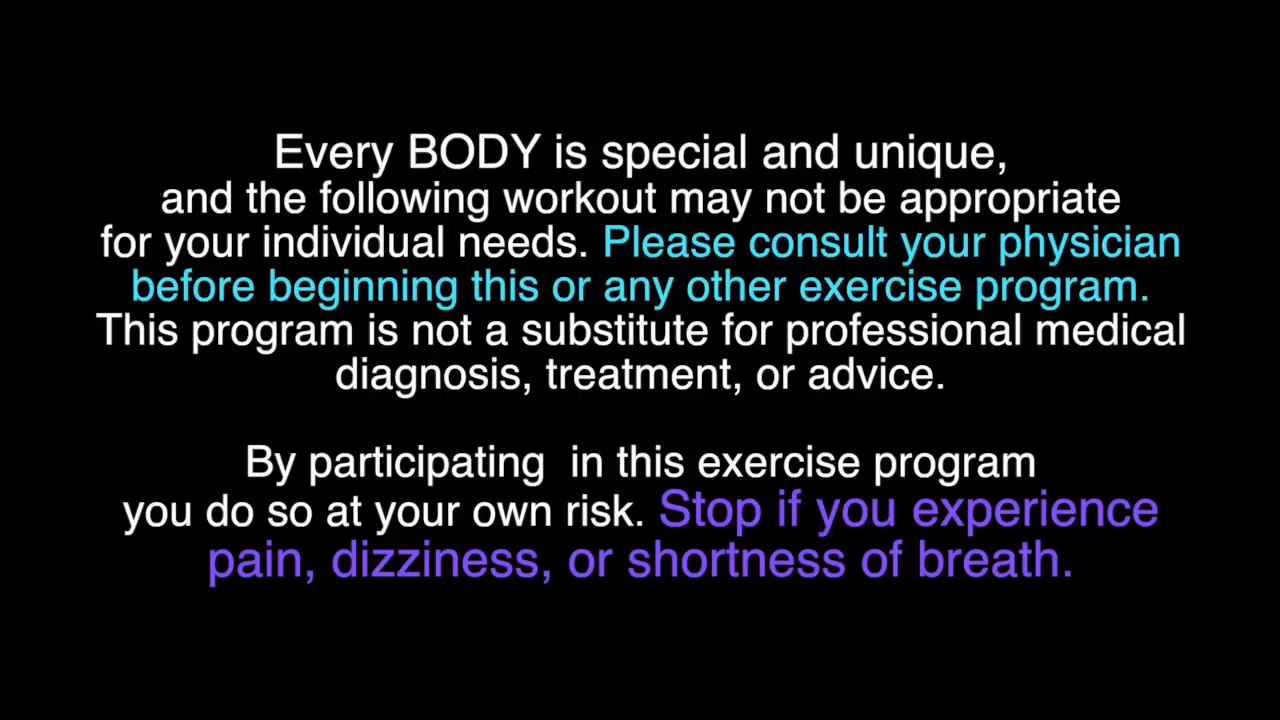 Every BODY is special and unique,
and the following workout may not be appropriate
for your individual needs. Please consult your physician
before beginning this or any other exercise program.
This program is not a substitute for professional medical
diagnosis, treatment, or advice.
By participating  in this exercise program
you do so at your own risk. Stop if you experience
pain, dizziness, or shortness of breath.